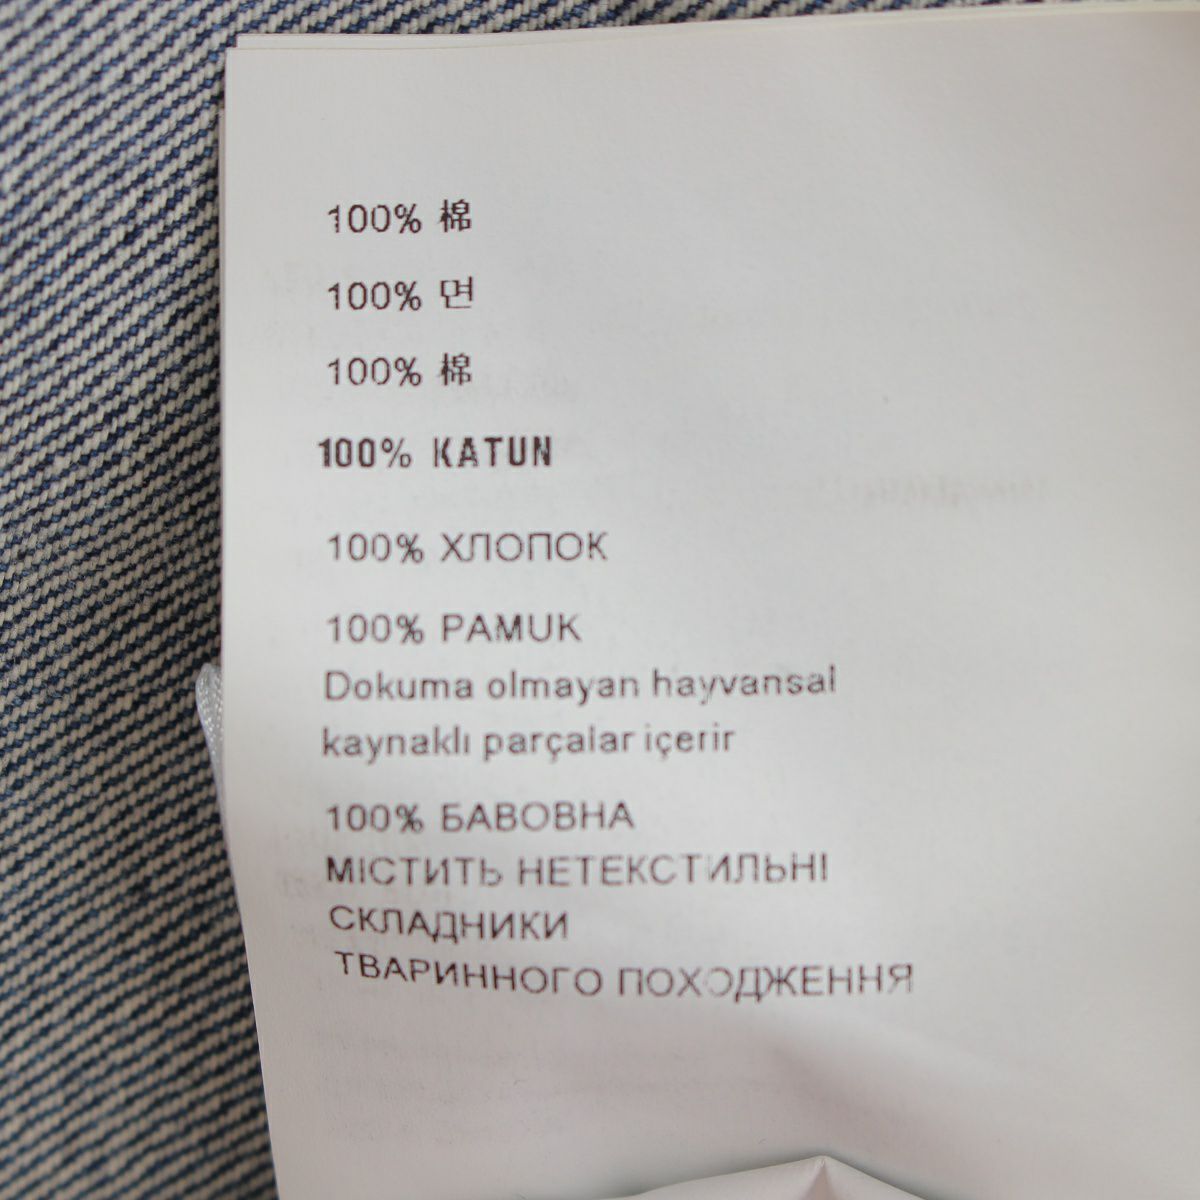 100% 棉
100% 면
100% 棉
100% KATUN
100% ХЛОПОК
100% PAMUK
Dokuma olmayan hayvansal
kaynaklı parçalar içerir
100% БАВОВНА
МІСТИТЬ НЕТЕКСТИЛЬНІ
СКЛАДНИКИ
ТВАРИННОГО ПОХОДЖЕННЯ